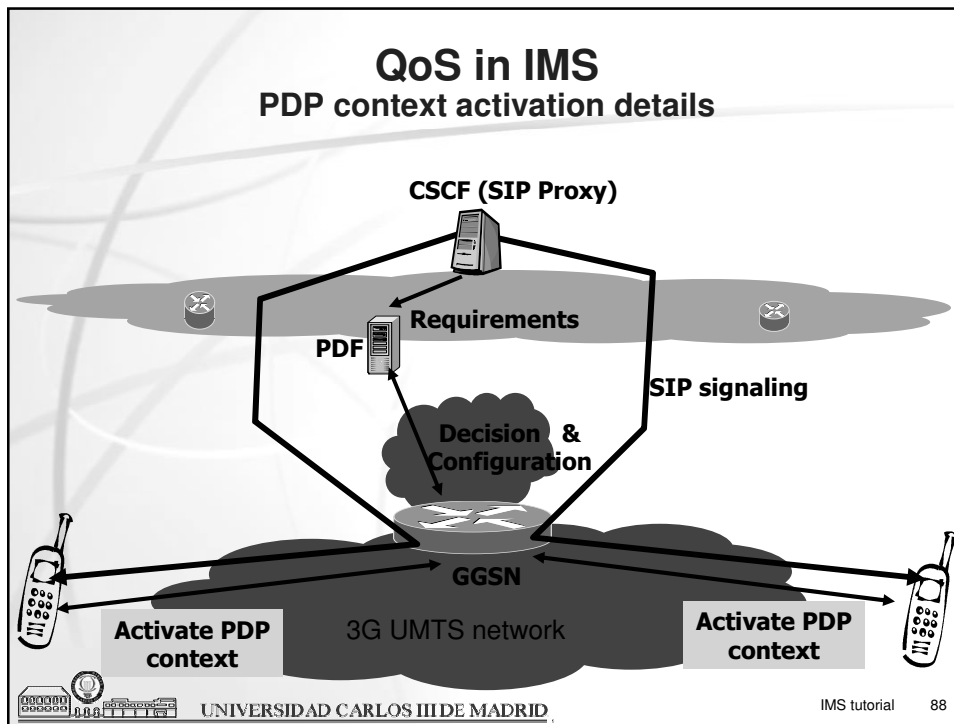 QoS in IMS
PDP context activation details
CSCF (SIP Proxy)
Requirements
PDF
SIP signaling
Decision &
Configuration
GGSN
Activate PDP
context
3G UMTS network
Activate PDP
context
UNIVERSIDAD CARLOS III DE MADRID
IMS tutorial 88